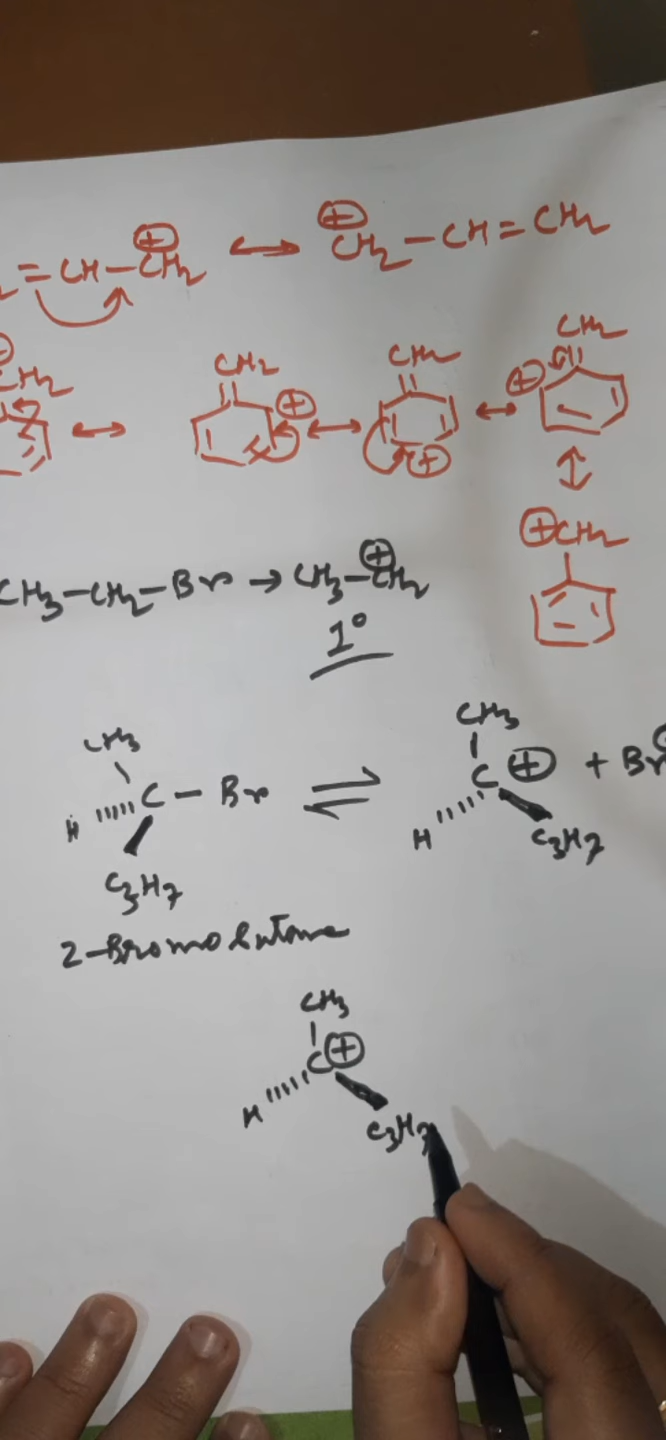 =CH-CH₂ ⊕ ↔ ⊕ CH₂-CH=CH₂
CH₂ ↔ CH₂ ⊕ ↔ CH₂ ⊕ ↔ ⊕ CH₂
⊕CH₂
CH₃-CH₂-Br → CH₃-CH₂ ⊕
1°
CH₃
H C - Br ⇌ CH₃ C ⊕ + Br
C₃H₇ H C₃H₇
2-Bromobutane
CH₃
C⊕
H C₃H₇